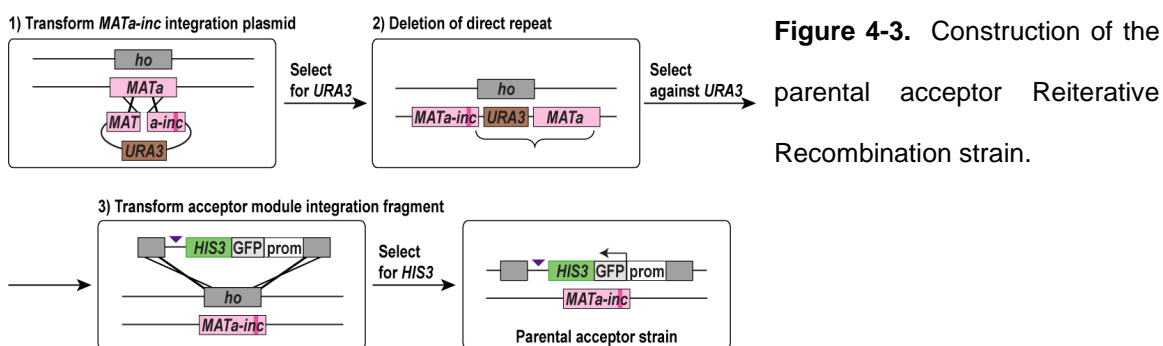 1) Transform MATa-inc integration plasmid
ho
MATa
MAT a-inc
URA3
Select
for URA3
2) Deletion of direct repeat
ho
MATa-inc URA3 MATa
Select
against URA3
3) Transform acceptor module integration fragment
HIS3 GFP prom
ho
MATa-inc
Select
for HIS3
HIS3 GFP prom
MATa-inc
Parental acceptor strain
Figure 4-3. Construction of the
parental acceptor Reiterative
Recombination strain.